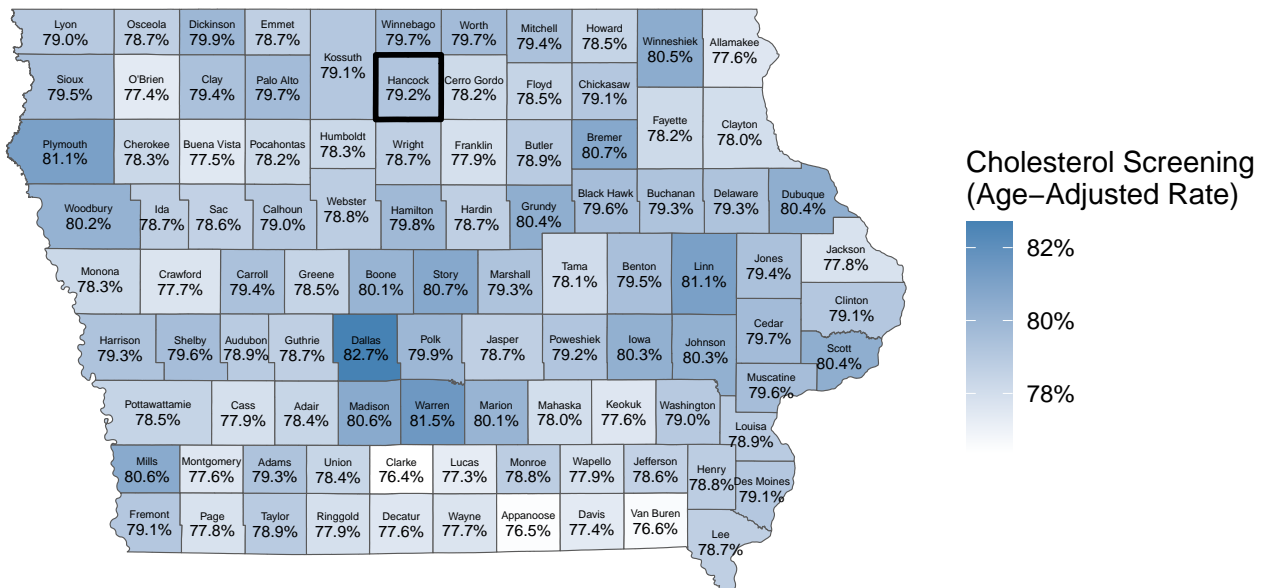 Lyon
79.0%
Osceola
78.7%
Dickinson
79.9%
Emmet
78.7%
Kossuth
79.1%
Winnebago
79.7%
Worth
79.7%
Mitchell
79.4%
Howard
78.5%
Winneshiek
80.5%
Allamakee
77.6%
Sioux
79.5%
O'Brien
77.4%
Clay
79.4%
Palo Alto
79.7%
Hancock
79.2%
Cerro Gordo
78.2%
Floyd
78.5%
Chickasaw
79.1%
Fayette
78.2%
Clayton
78.0%
Plymouth
81.1%
Cherokee
78.3%
Buena Vista
77.5%
Pocahontas
78.2%
Humboldt
78.3%
Wright
78.7%
Franklin
77.9%
Butler
78.9%
Bremer
80.7%
Woodbury
80.2%
Ida
78.7%
Sac
78.6%
Calhoun
79.0%
Webster
78.8%
Hamilton
79.8%
Hardin
78.7%
Grundy
80.4%
Black Hawk
79.6%
Buchanan
79.3%
Delaware
79.3%
Dubuque
80.4%
Monona
78.3%
Crawford
77.7%
Carroll
79.4%
Greene
78.5%
Boone
80.1%
Story
80.7%
Marshall
79.3%
Tama
78.1%
Benton
79.5%
Linn
81.1%
Jones
79.4%
Jackson
77.8%
Clinton
79.1%
Harrison
79.3%
Shelby
79.6%
Audubon
78.9%
Guthrie
78.7%
Dallas
82.7%
Polk
79.9%
Jasper
78.7%
Poweshiek
79.2%
Iowa
80.3%
Johnson
80.3%
Cedar
79.7%
Scott
80.4%
Muscatine
79.6%
Pottawattamie
78.5%
Cass
77.9%
Adair
78.4%
Madison
80.6%
Warren
81.5%
Marion
80.1%
Mahaska
78.0%
Keokuk
77.6%
Washington
79.0%
Louisa
78.9%
Mills
80.6%
Montgomery
77.6%
Adams
79.3%
Union
78.4%
Clarke
76.4%
Lucas
77.3%
Monroe
78.8%
Wapello
77.9%
Jefferson
78.6%
Henry
78.8%
Des Moines
79.1%
Fremont
79.1%
Page
77.8%
Taylor
78.9%
Ringgold
77.9%
Decatur
77.6%
Wayne
77.7%
Appanoose
76.5%
Davis
77.4%
Van Buren
76.6%
Lee
78.7%
Cholesterol Screening
(Age−Adjusted Rate)
82%
80%
78%